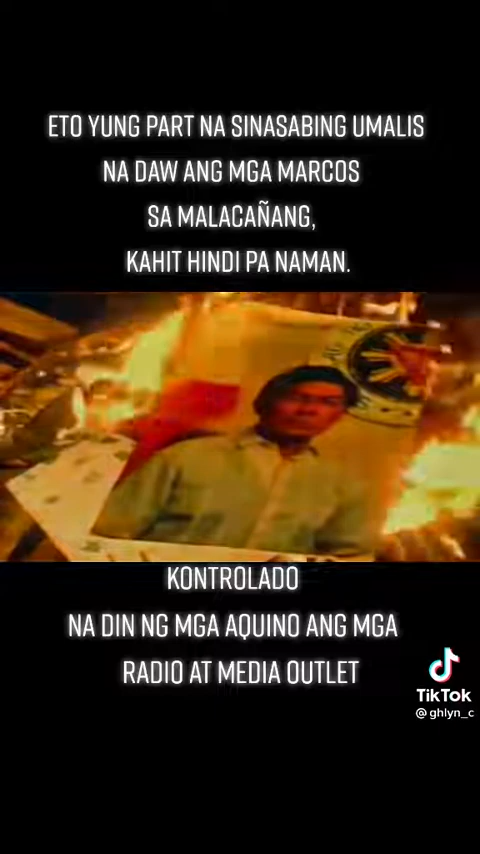 ETO YUNG PART NA SINASABING UMALIS
NA DAW ANG MGA MARCOS
SA MALACAÑANG,
KAHIT HINDI PA NAMAN.
KONTROLADO
NA DIN NG MGA AQUINO ANG MGA
RADIO AT MEDIA OUTLET
TikTok
@ghlyn_c